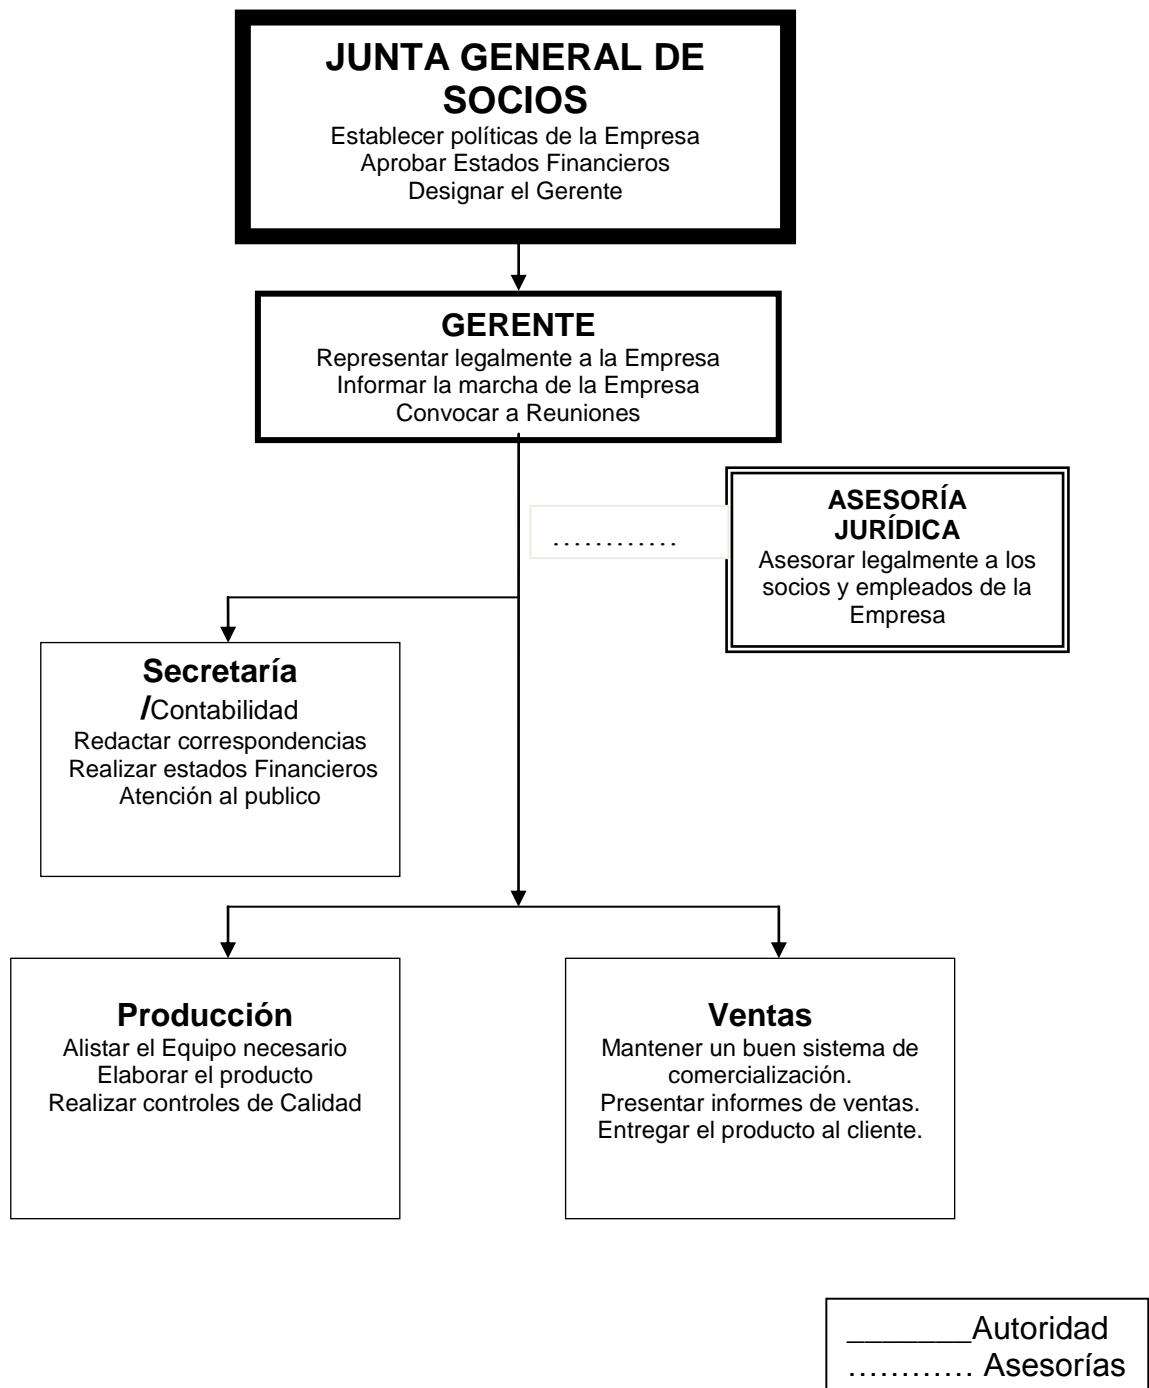 JUNTA GENERAL DE
SOCIOS
Establecer políticas de la Empresa
Aprobar Estados Financieros
Designar el Gerente
GERENTE
Representar legalmente a la Empresa
Informar la marcha de la Empresa
Convocar a Reuniones
............
ASESORÍA
JURÍDICA
Asesorar legalmente a los
socios y empleados de la
Empresa
Secretaría
/Contabilidad
Redactar correspondencias
Realizar estados Financieros
Atención al publico
Producción
Alistar el Equipo necesario
Elaborar el producto
Realizar controles de Calidad
Ventas
Mantener un buen sistema de
comercialización.
Presentar informes de ventas.
Entregar el producto al cliente.
_______Autoridad
............ Asesorías